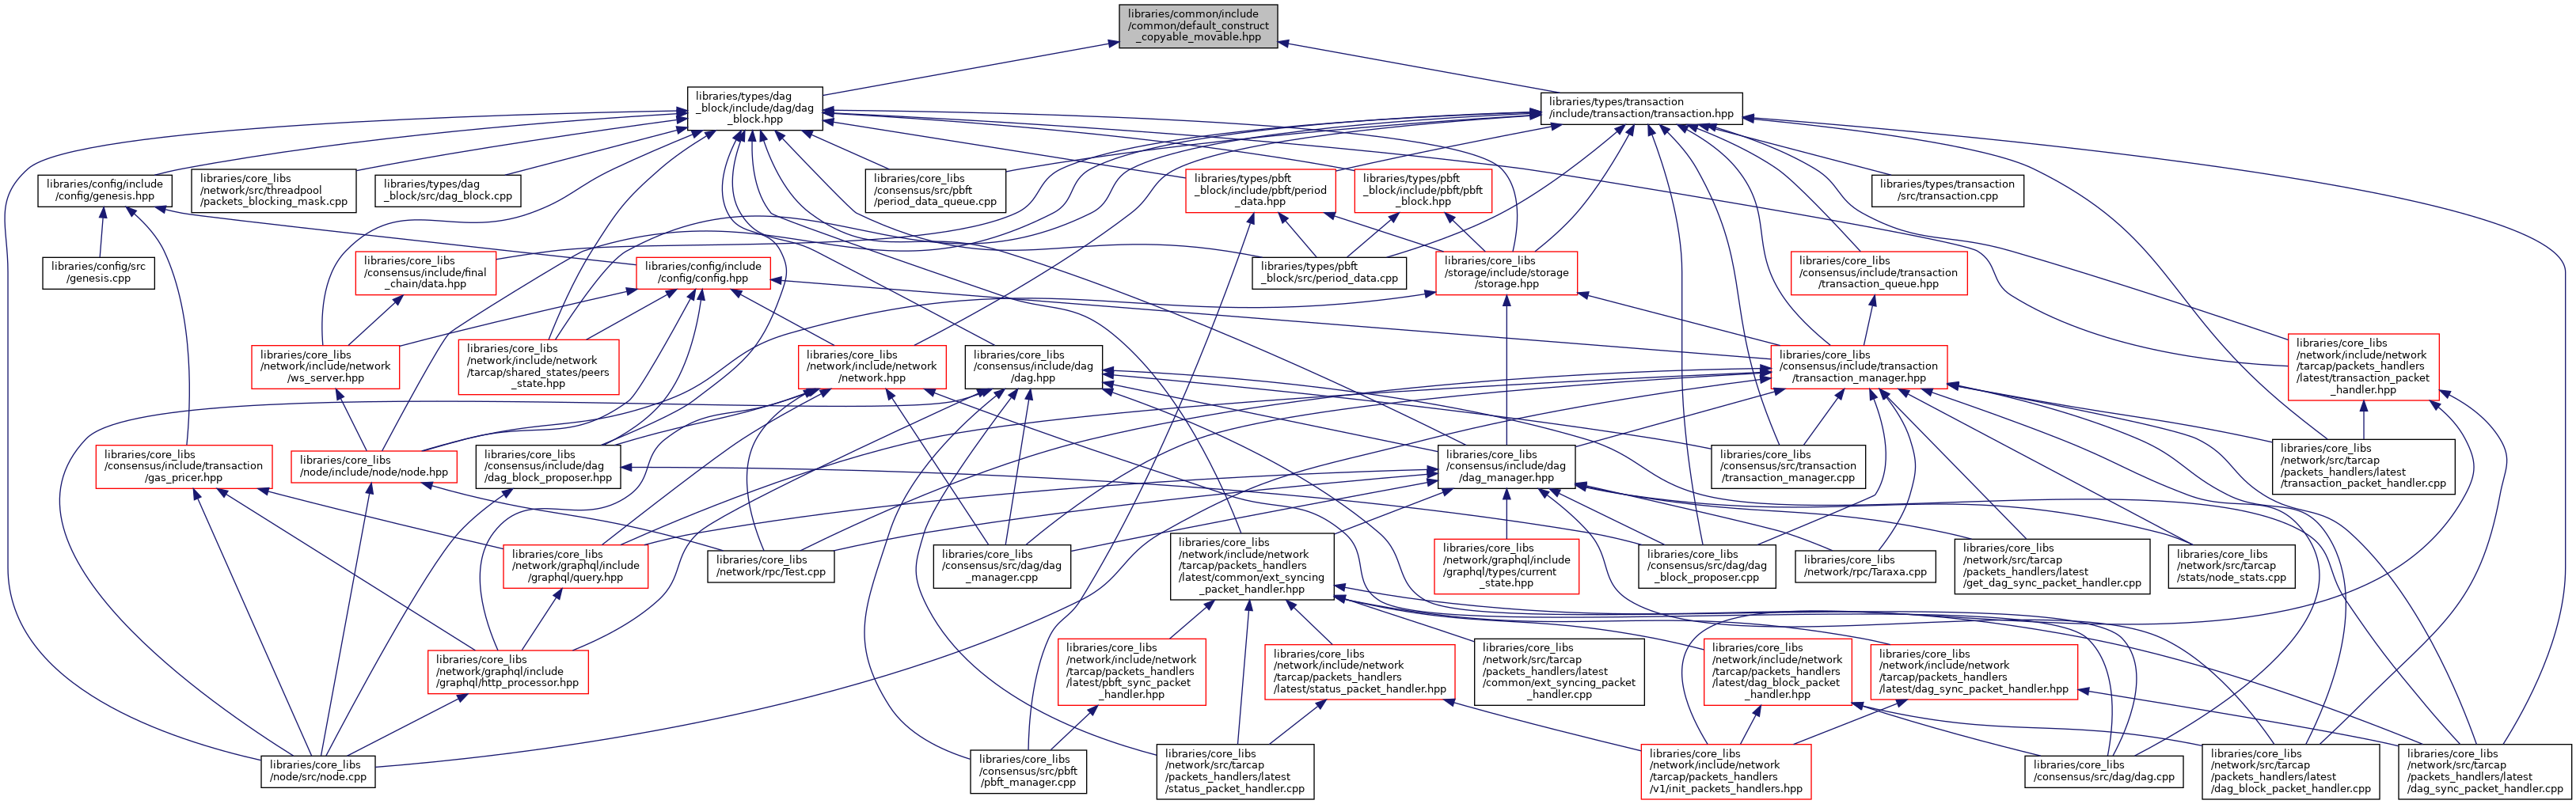 libraries/common/include
/common/default_construct
_copyable_movable.hpp
libraries/types/dag
_block/include/dag/dag
_block.hpp
libraries/types/transaction
/include/transaction/transaction.hpp
libraries/config/include
/config/genesis.hpp
libraries/core_libs
/network/src/threadpool
/packets_blocking_mask.cpp
libraries/types/dag
_block/src/dag_block.cpp
libraries/core_libs
/consensus/src/pbft
/period_data_queue.cpp
libraries/types/pbft
_block/include/pbft/period
_data.hpp
libraries/types/pbft
_block/include/pbft/pbft
_block.hpp
libraries/types/transaction
/src/transaction.cpp
libraries/config/src
/genesis.cpp
libraries/core_libs
/consensus/include/final
_chain/data.hpp
libraries/config/include
/config/config.hpp
libraries/types/pbft
_block/src/period_data.cpp
libraries/core_libs
/storage/include/storage
/storage.hpp
libraries/core_libs
/consensus/include/transaction
/transaction_queue.hpp
libraries/core_libs
/network/include/network
/ws_server.hpp
libraries/core_libs
/network/include/network
/tarcap/shared_states/peers
_state.hpp
libraries/core_libs
/network/include/network
/network.hpp
libraries/core_libs
/consensus/include/dag
/dag.hpp
libraries/core_libs
/consensus/include/transaction
/transaction_manager.hpp
libraries/core_libs
/network/include/network
/tarcap/packets_handlers
/latest/transaction_packet
_handler.hpp
libraries/core_libs
/consensus/include/transaction
/gas_pricer.hpp
libraries/core_libs
/node/include/node/node.hpp
libraries/core_libs
/consensus/include/dag
/dag_block_proposer.hpp
libraries/core_libs
/consensus/include/dag
/dag_manager.hpp
libraries/core_libs
/consensus/src/transaction
/transaction_manager.cpp
libraries/core_libs
/network/src/tarcap
/packets_handlers/latest
/transaction_packet_handler.cpp
libraries/core_libs
/network/graphql/include
/graphql/query.hpp
libraries/core_libs
/network/rpc/Test.cpp
libraries/core_libs
/consensus/src/dag/dag
_manager.cpp
libraries/core_libs
/network/include/network
/tarcap/packets_handlers
/latest/common/ext_syncing
_packet_handler.hpp
libraries/core_libs
/network/graphql/include
/graphql/types/current
_state.hpp
libraries/core_libs
/consensus/src/dag/dag
_block_proposer.cpp
libraries/core_libs
/network/rpc/Taraxa.cpp
libraries/core_libs
/network/src/tarcap
/packets_handlers/latest
/get_dag_sync_packet_handler.cpp
libraries/core_libs
/network/src/tarcap
/stats/node_stats.cpp
libraries/core_libs
/network/graphql/include
/graphql/http_processor.hpp
libraries/core_libs
/network/include/network
/tarcap/packets_handlers
/latest/pbft_sync_packet
_handler.hpp
libraries/core_libs
/network/include/network
/tarcap/packets_handlers
/latest/status_packet_handler.hpp
libraries/core_libs
/network/src/tarcap
/packets_handlers/latest
/common/ext_syncing_packet
_handler.cpp
libraries/core_libs
/network/include/network
/tarcap/packets_handlers
/latest/dag_block_packet
_handler.hpp
libraries/core_libs
/network/include/network
/tarcap/packets_handlers
/latest/dag_sync_packet_handler.hpp
libraries/core_libs
/node/src/node.cpp
libraries/core_libs
/consensus/src/pbft
/pbft_manager.cpp
libraries/core_libs
/network/src/tarcap
/packets_handlers/latest
/status_packet_handler.cpp
libraries/core_libs
/network/include/network
/tarcap/packets_handlers
/v1/init_packets_handlers.hpp
libraries/core_libs
/consensus/src/dag/dag.cpp
libraries/core_libs
/network/src/tarcap
/packets_handlers/latest
/dag_block_packet_handler.cpp
libraries/core_libs
/network/src/tarcap
/packets_handlers/latest
/dag_sync_packet_handler.cpp